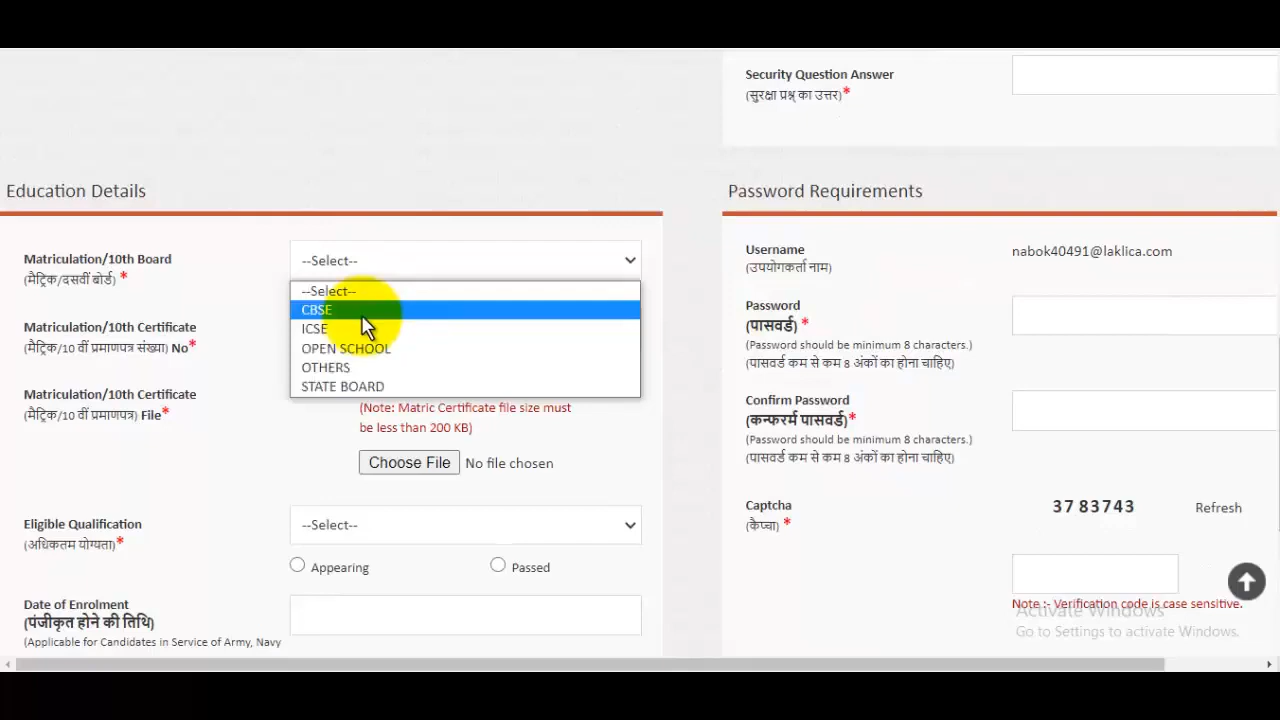 Security Question Answer
(सुरक्षा प्रश्न् का उत्तर)*
Education Details
Matriculation/10th Board
(मैट्रिक/दसवीं बोर्ड) *
--Select--
--Select--
CBSE
ICSE
OPEN SCHOOL
OTHERS
STATE BOARD
Matriculation/10th Certificate
(मैट्रिक/10 वीं प्रमाणपत्र संख्या) No*
Matriculation/10th Certificate
(मैट्रिक/10 वीं प्रमाणपत्र) File*
(Note: Matric Certificate file size must
be less than 200 KB)
Choose File No file chosen
Eligible Qualification
(अधिकतम योग्यता)*
--Select--
Appearing
Passed
Date of Enrolment
(पंजीकृत होने की तिथि)
(Applicable for Candidates in Service of Army, Navy
Password Requirements
Username
(उपयोगकर्ता नाम)
nabok40491@laklica.com
Password
(पासवर्ड) *
(Password should be minimum 8 characters.)
(पासवर्ड कम से कम 8 अंकों का होना चाहिए)
Confirm Password
(कन्फरर्म पासवर्ड)*
(Password should be minimum 8 characters.)
(पासवर्ड कम से कम 8 अंकों का होना चाहिए)
Captcha
(कैप्चा) *
37 83743
Refresh
Note :- Verification code is case sensitive.
Activate Windows
Go to Settings to activate Windows.